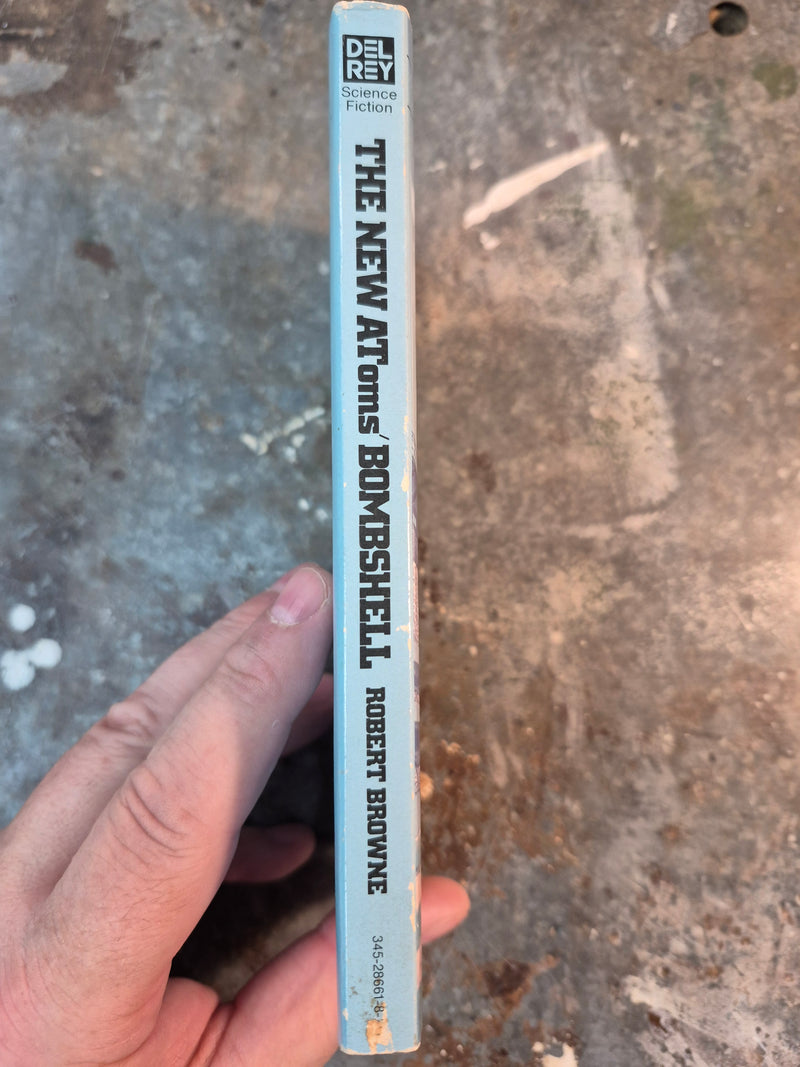 DEL
REY
Science
Fiction
THE NEW AToms' BOMBSHELL
ROBERT BROWNE
345-28661-8-